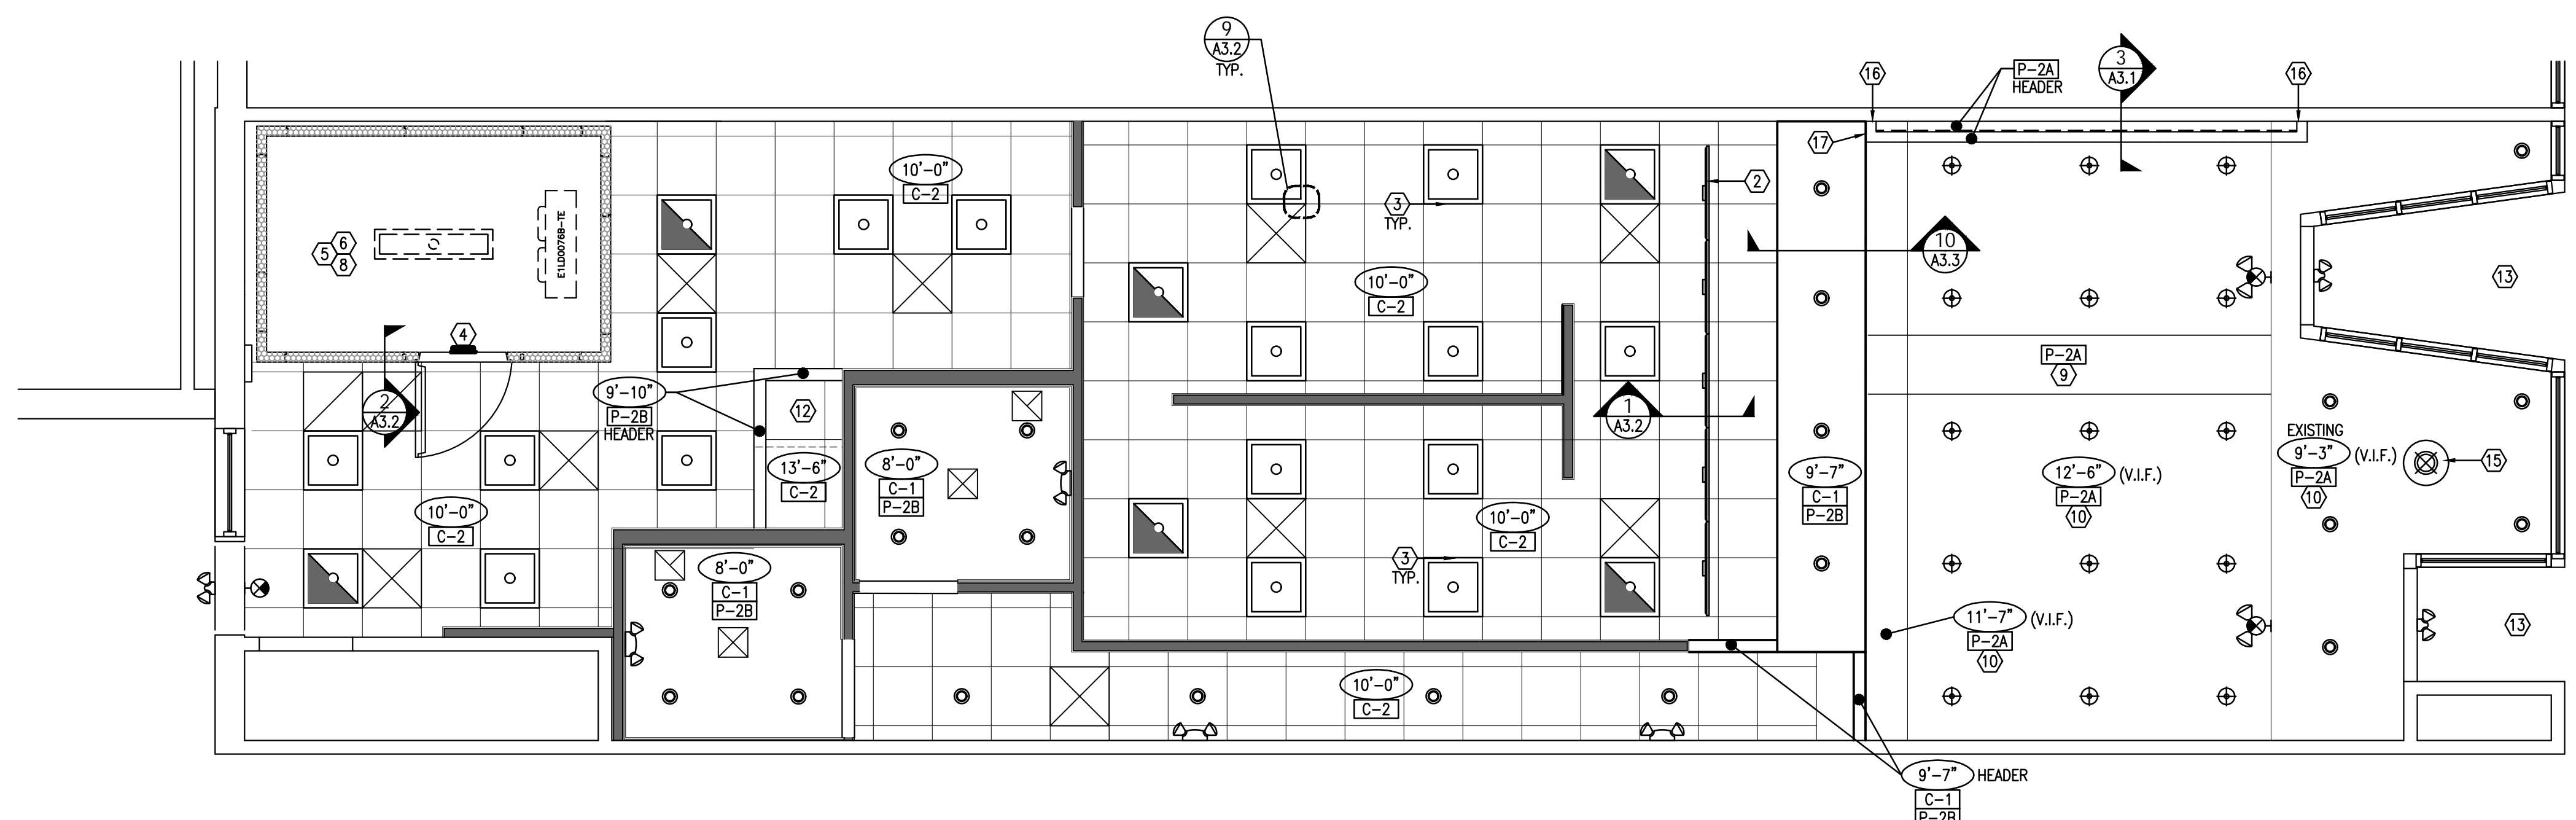 9
A3.2
TYP.
16
P-2A
HEADER
3
A3.1
16
17
10'-0"
C-2
3
TYP.
2
5
6
8
E1LD0076B-TE
10'-0"
C-2
10
A3.3
13
4
P-2A
9
2
A3.2
9'-10"
P-2B
HEADER
12
1
A3.2
13'-6"
C-2
8'-0"
C-1
P-2B
9'-7"
C-1
P-2B
12'-6" (V.I.F.)
P-2A
10
EXISTING
9'-3" (V.I.F.)
P-2A
10
15
10'-0"
C-2
10'-0"
C-2
3
TYP.
8'-0"
C-1
P-2B
11'-7" (V.I.F.)
P-2A
10
13
10'-0"
C-2
9'-7" HEADER
C-1
P-2B